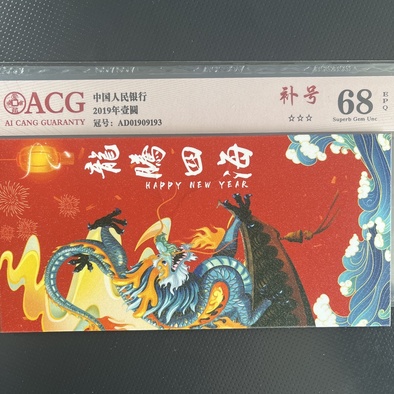 ACG
AI CANG GUARANTY
中国人民银行
2019年壹圆
冠号：AD01909193
补号
☆☆☆
68
EPQ
Superb Gem Unc
龍騰四海
HAPPY NEW YEAR